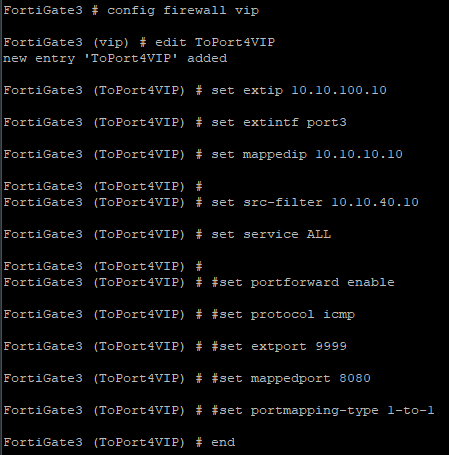 FortiGate3 # config firewall vip
FortiGate3 (vip) # edit ToPort4VIP
new entry 'ToPort4VIP' added
FortiGate3 (ToPort4VIP) # set extip 10.10.100.10
FortiGate3 (ToPort4VIP) # set extintf port3
FortiGate3 (ToPort4VIP) # set mappedip 10.10.10.10
FortiGate3 (ToPort4VIP) #
FortiGate3 (ToPort4VIP) # set src-filter 10.10.40.10
FortiGate3 (ToPort4VIP) # set service ALL
FortiGate3 (ToPort4VIP) #
FortiGate3 (ToPort4VIP) # #set portforward enable
FortiGate3 (ToPort4VIP) # #set protocol icmp
FortiGate3 (ToPort4VIP) # #set extport 9999
FortiGate3 (ToPort4VIP) # #set mappedport 8080
FortiGate3 (ToPort4VIP) # #set portmapping-type 1-to-1
FortiGate3 (ToPort4VIP) # end